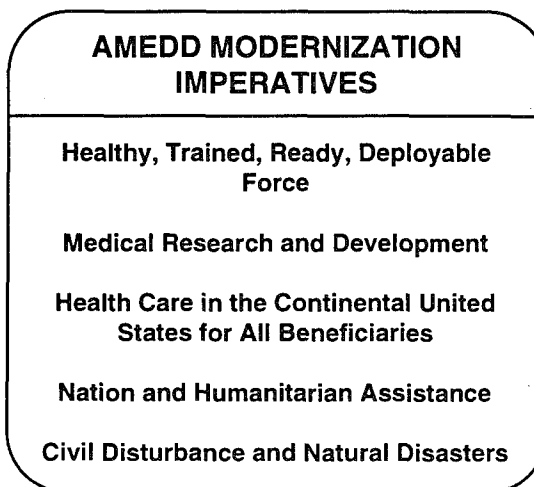 AMEDD MODERNIZATION
IMPERATIVES
Healthy, Trained, Ready, Deployable
Force
Medical Research and Development
Health Care in the Continental United
States for All Beneficiaries
Nation and Humanitarian Assistance
Civil Disturbance and Natural Disasters